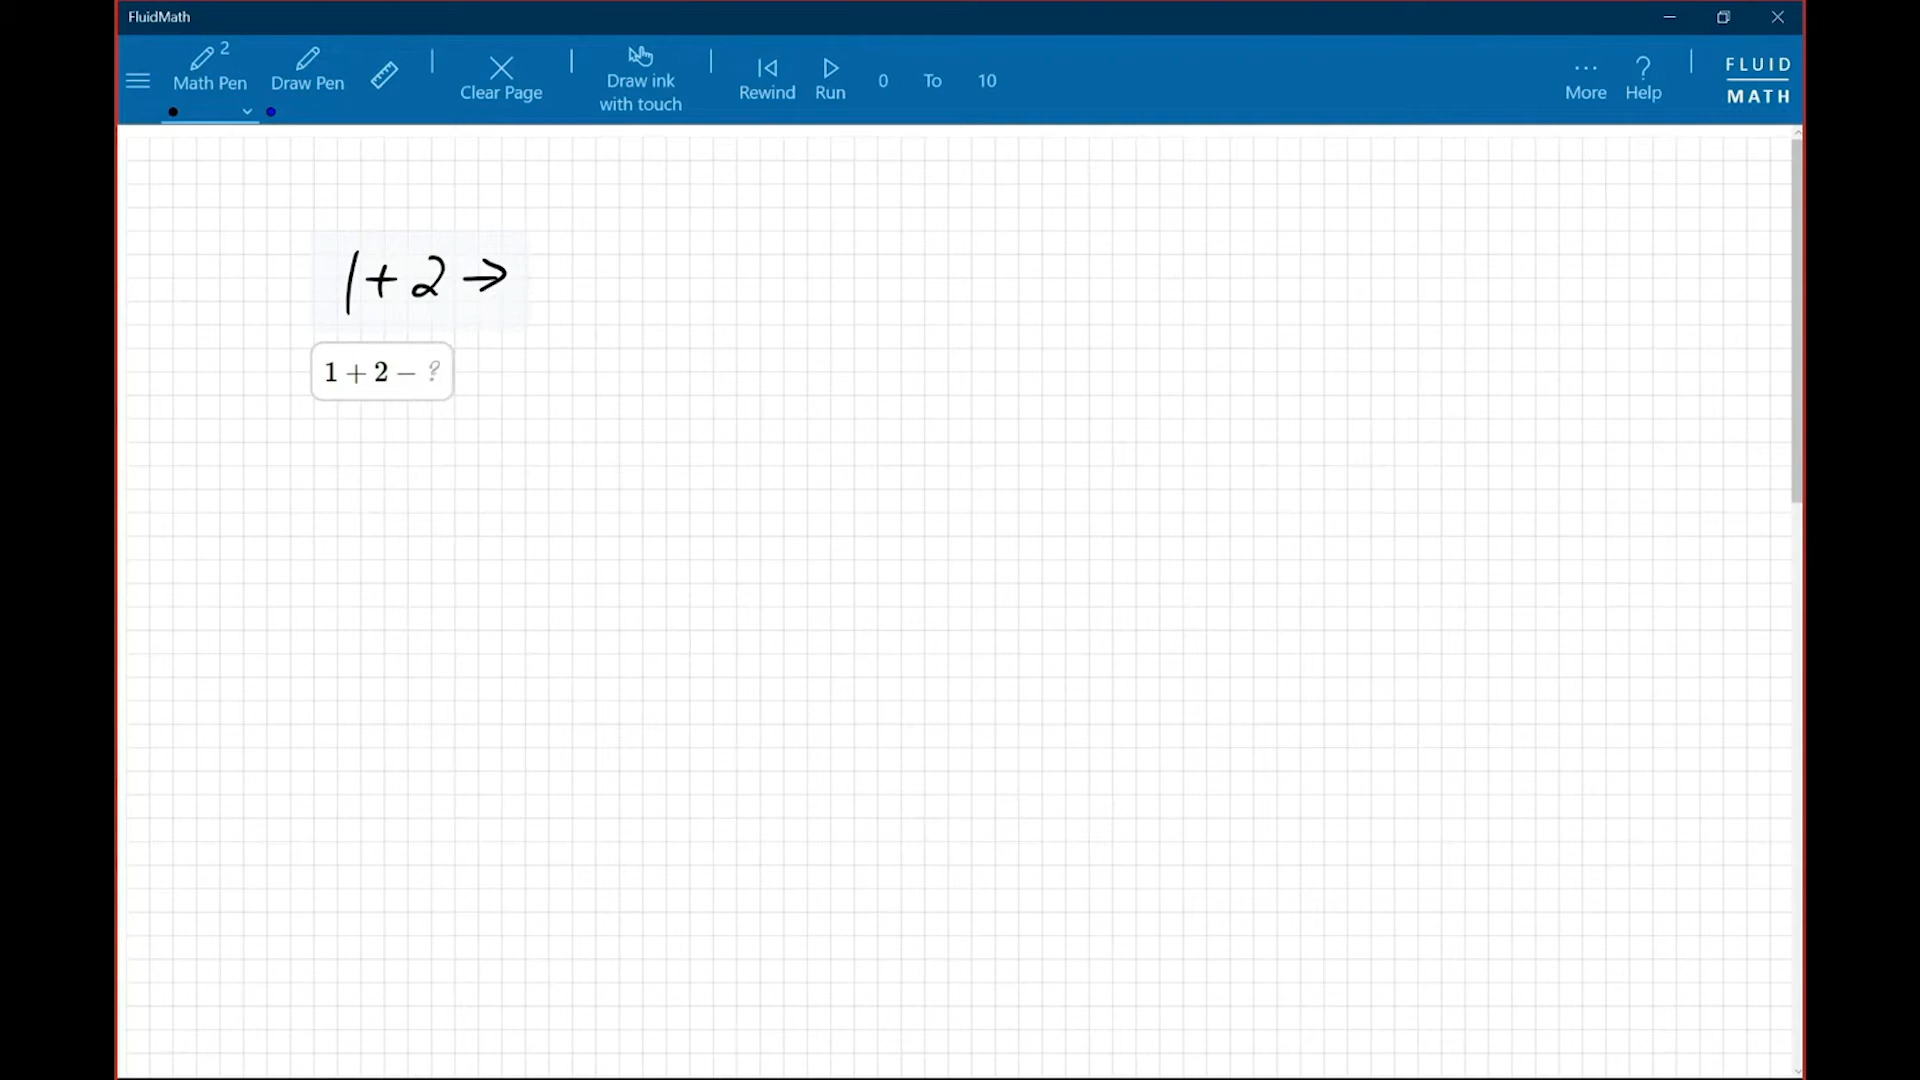 FluidMath
Math Pen 2
Draw Pen
Clear Page
Draw ink
with touch
Rewind
Run
0 To 10
More
Help
FLUID
MATH
1 + 2 →
1 + 2 − ?